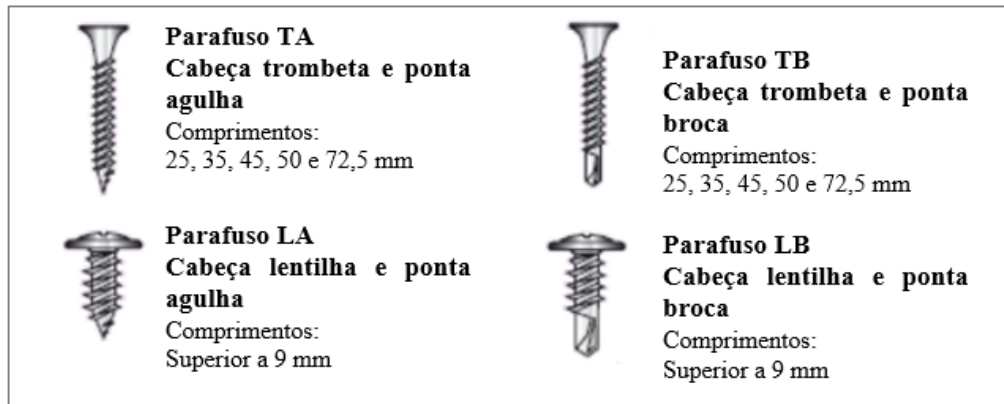 Parafuso TA
Cabeça trombeta e ponta
agulha
Comprimentos:
25, 35, 45, 50 e 72,5 mm
Parafuso TB
Cabeça trombeta e ponta
broca
Comprimentos:
25, 35, 45, 50 e 72,5 mm
Parafuso LA
Cabeça lentilha e ponta
agulha
Comprimentos:
Superior a 9 mm
Parafuso LB
Cabeça lentilha e ponta
broca
Comprimentos:
Superior a 9 mm